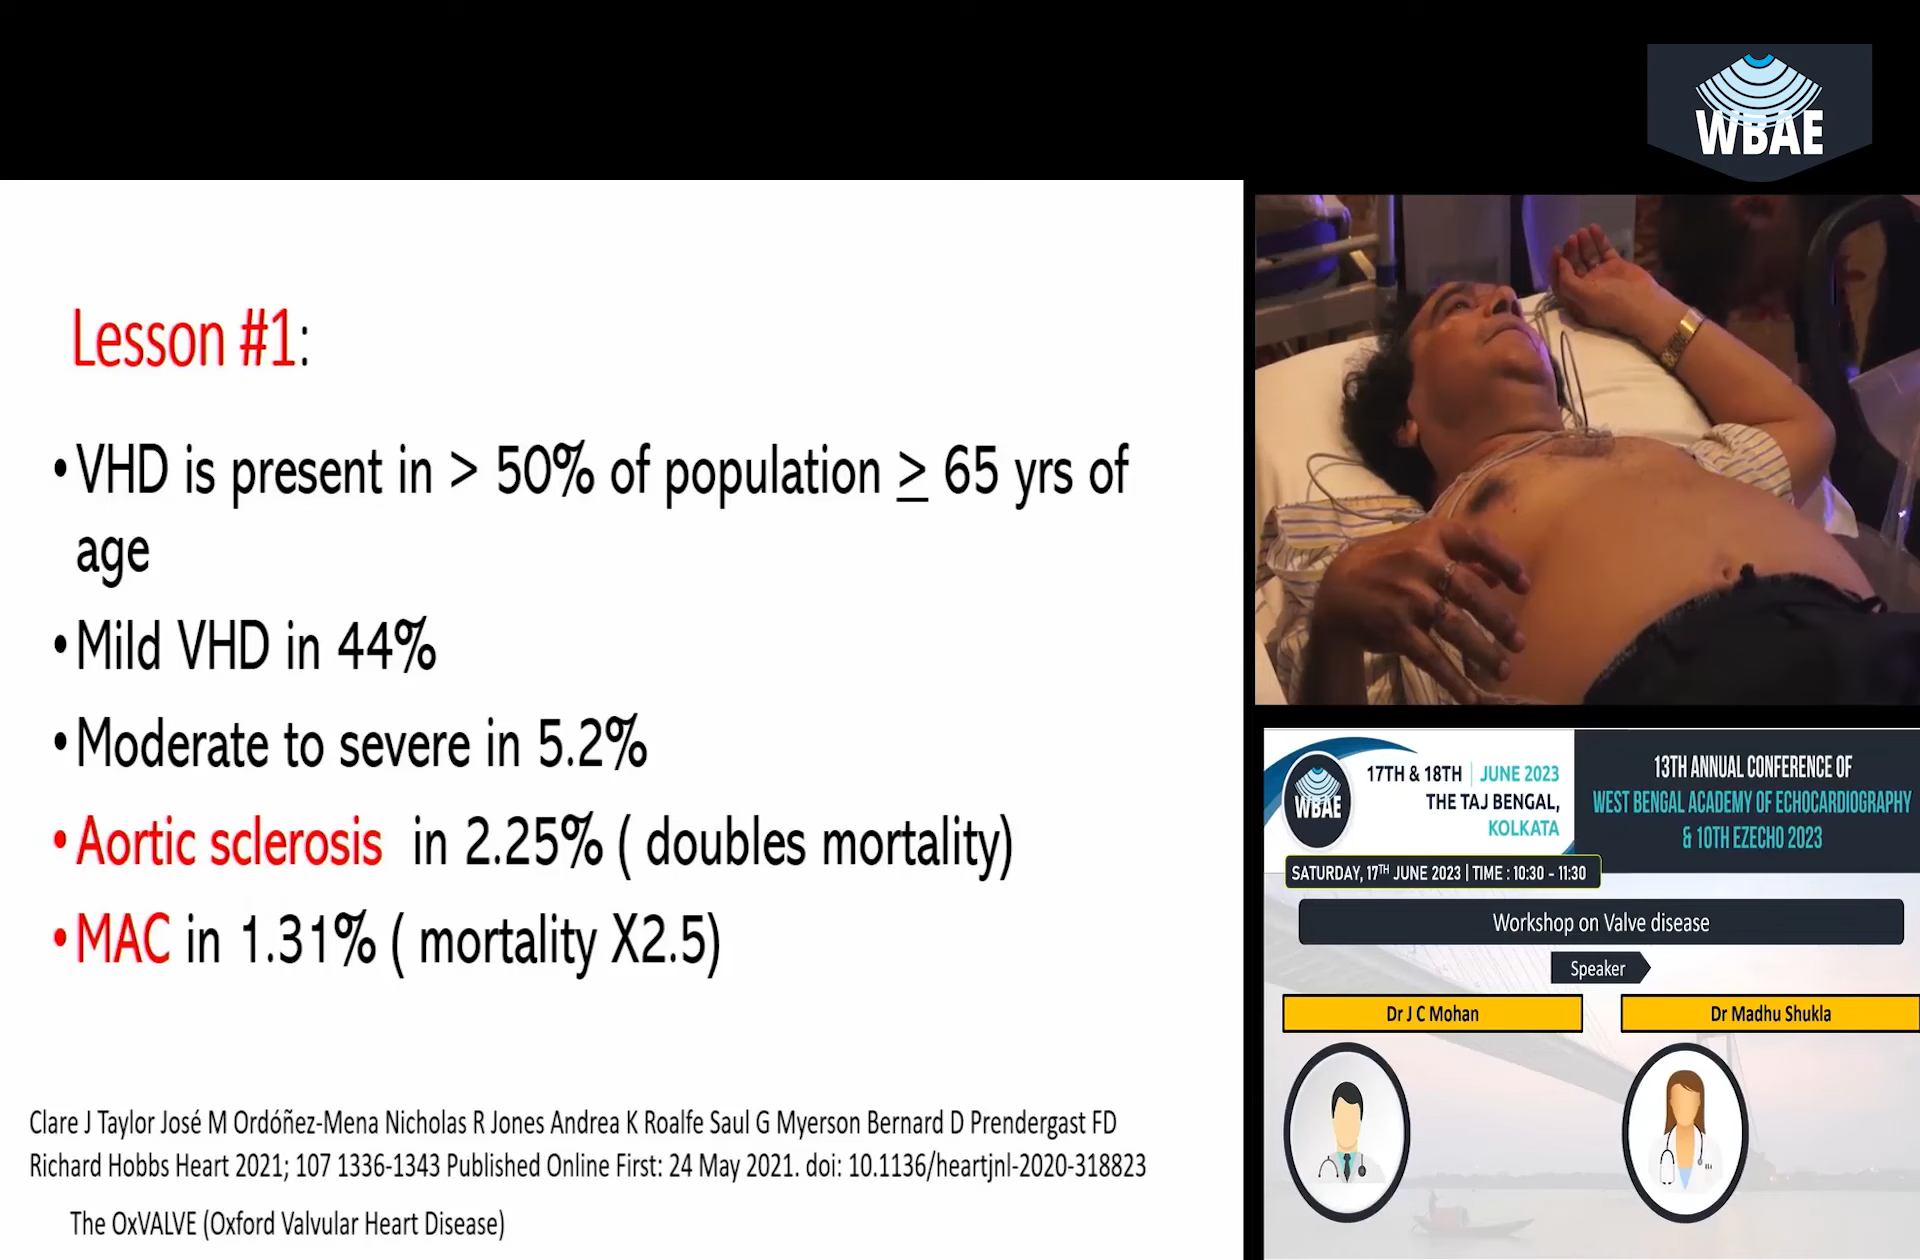 WBAE
Lesson #1:
•VHD is present in > 50% of population ≥ 65 yrs of
age
•Mild VHD in 44%
•Moderate to severe in 5.2%
•Aortic sclerosis in 2.25% ( doubles mortality)
•MAC in 1.31% ( mortality X2.5)
Clare J Taylor José M Ordóñez-Mena Nicholas R Jones Andrea K Roalfe Saul G Myerson Bernard D Prendergast FD
Richard Hobbs Heart 2021; 107 1336-1343 Published Online First: 24 May 2021. doi: 10.1136/heartjnl-2020-318823
The OxVALVE (Oxford Valvular Heart Disease)
WBAE
17TH & 18TH | JUNE 2023
THE TAJ BENGAL,
KOLKATA
13TH ANNUAL CONFERENCE OF
WEST BENGAL ACADEMY OF ECHOCARDIOGRAPHY
& 10TH EZECHO 2023
SATURDAY, 17TH JUNE 2023 | TIME : 10:30 - 11:30
Workshop on Valve disease
Speaker
Dr J C Mohan
Dr Madhu Shukla